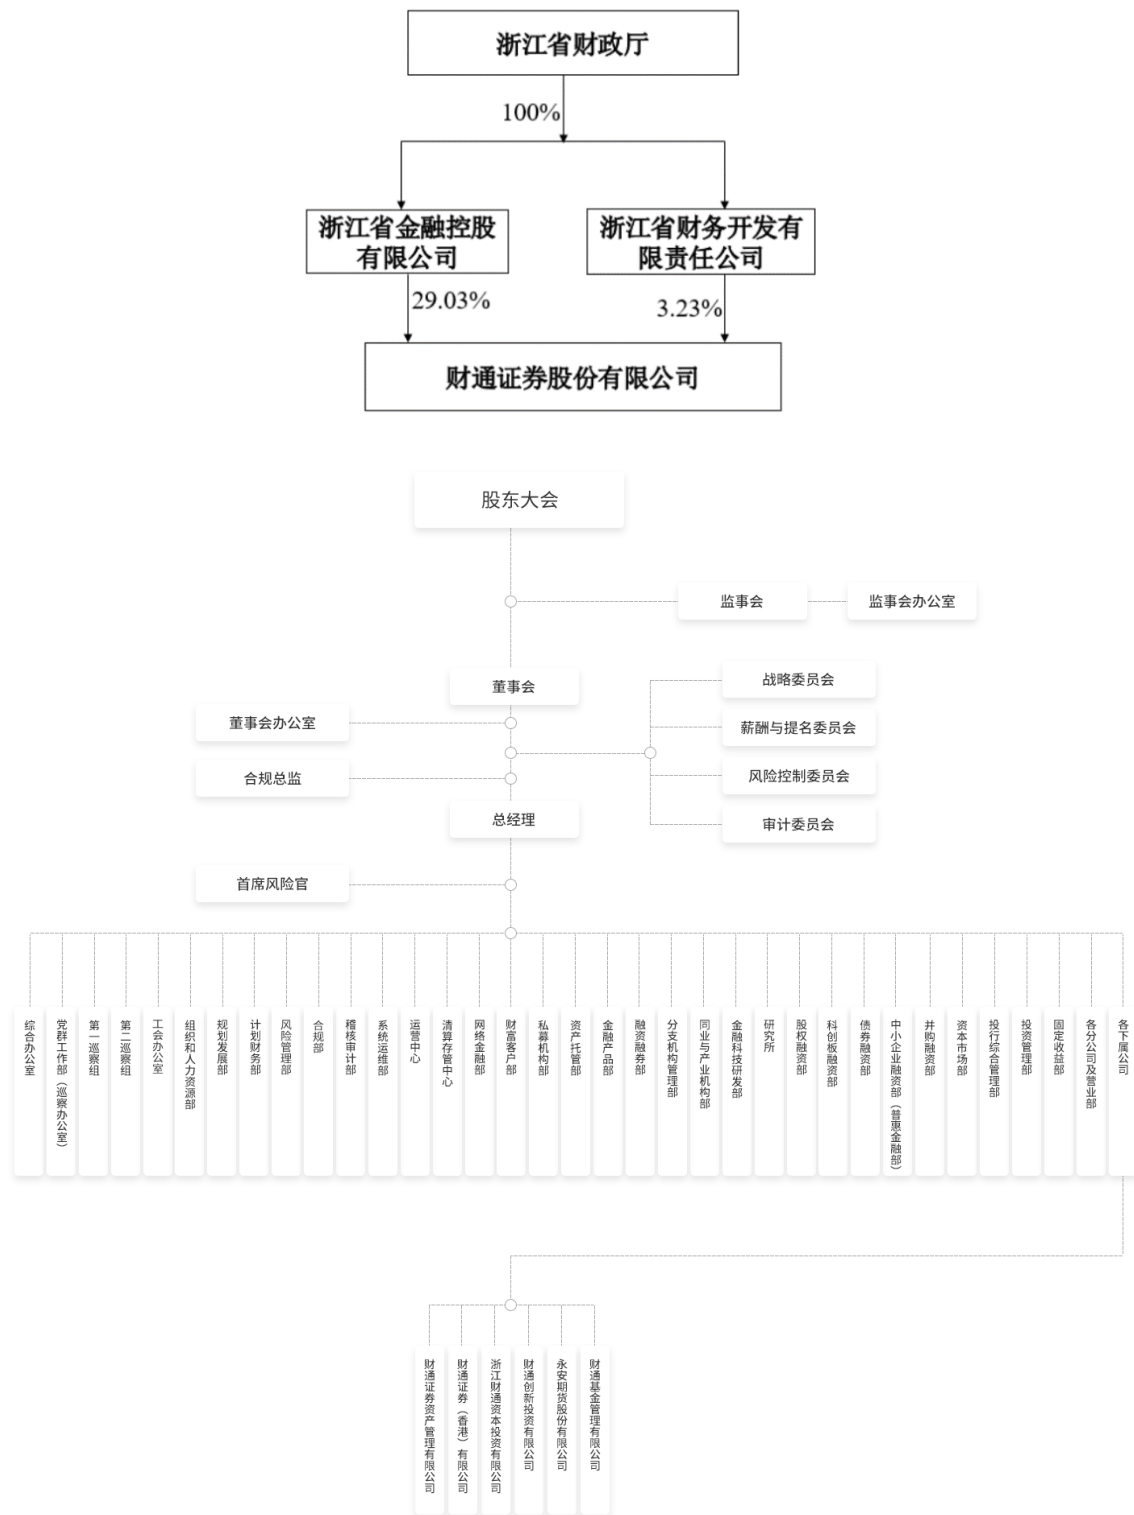 浙江省财政厅
100%
浙江省金融控股
有限公司
浙江省财务开发有
限责任公司
29.03%
3.23%
财通证券股份有限公司
股东大会
监事会
监事会办公室
董事会
战略委员会
董事会办公室
薪酬与提名委员会
合规总监
风险控制委员会
总经理
审计委员会
首席风险官
综合办公室
党群工作部（巡察办公室）
第一巡察组
第二巡察组
工会办公室
组织和人力资源部
规划发展部
计划财务部
风险管理部
合规部
稽核审计部
系统运维部
运营中心
清算存管中心
网络金融部
财富客户部
私募机构部
资产托管部
金融产品部
融资融券部
分支机构管理部
同业与产业机构部
金融科技研发部
研究所
股权融资部
科创板融资部
债券融资部
中小企业融资部（普惠金融部）
并购融资部
资本市场部
投行综合管理部
投资管理部
固定收益部
各分公司及营业部
各下属公司
财通证券资产管理有限公司
财通证券（香港）有限公司
浙江财通资本投资有限公司
财通创新投资有限公司
永安期货股份有限公司
财通基金管理有限公司